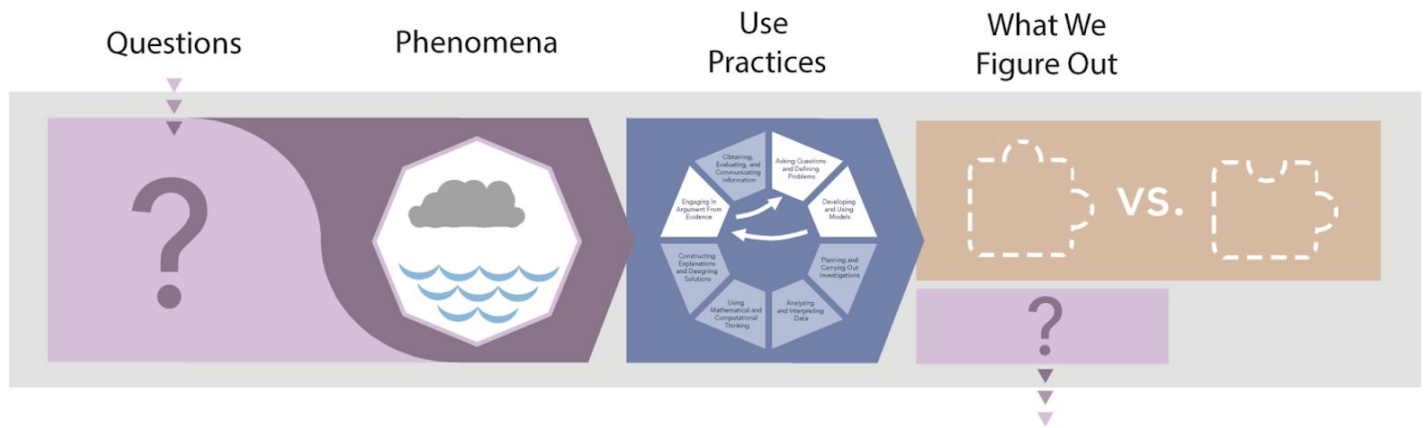 Questions
Phenomena
Use
Practices
What We
Figure Out
?
Obtaining,
Evaluating, and
Communicating
Information
Asking Questions
and Defining
Problems
Engaging In
Argument From
Evidence
Developing
and Using
Models
Constructing
Explanations
and Designing
Solutions
Planning and
Carrying Out
Investigations
Using
Mathematical and
Computational
Thinking
Analyzing
and Interpreting
Data
VS.
?